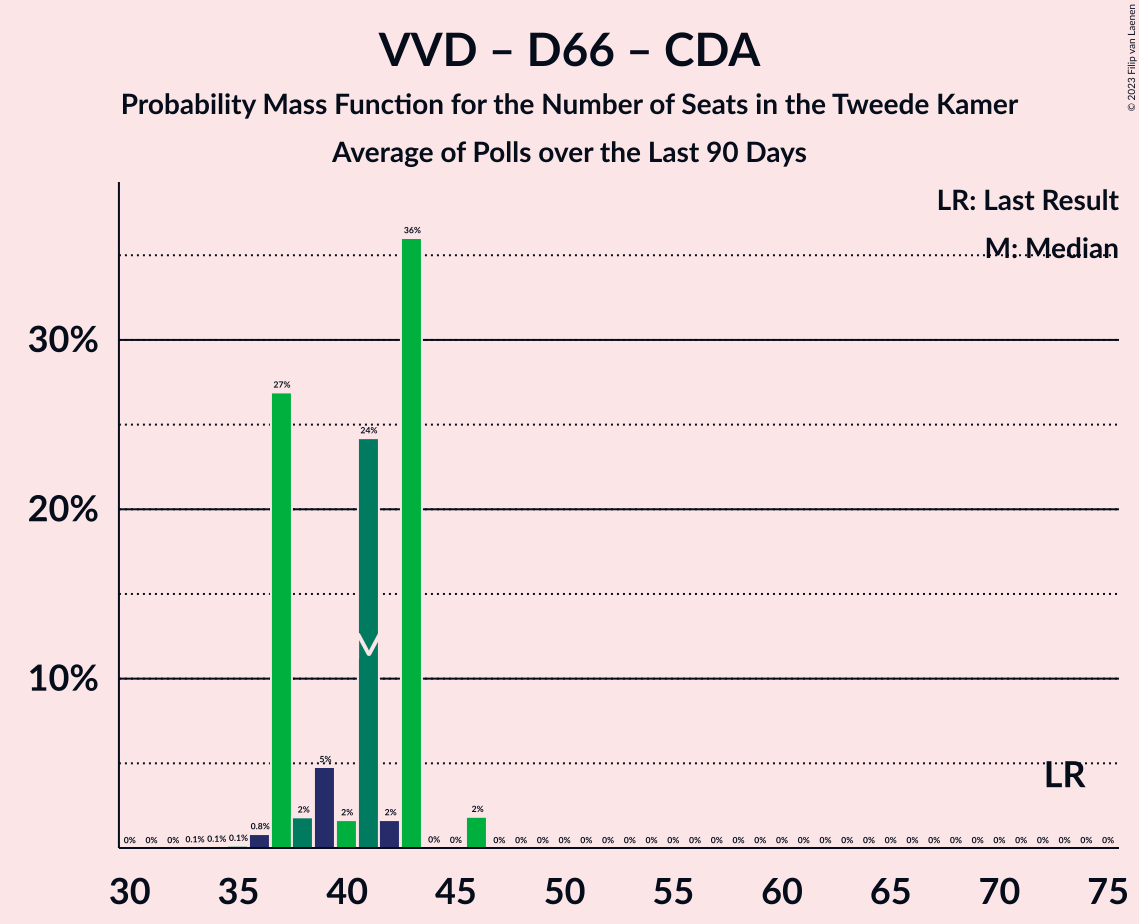 VVD – D66 – CDA
Probability Mass Function for the Number of Seats in the Tweede Kamer
Average of Polls over the Last 90 Days
© 2023 Filip van Laenen
LR: Last Result
M: Median
36%
30%
27%
24%
20%
10%
M
LR
0% 0% 0% 0.1% 0.1% 0.1% 0.8% 2% 5% 2% 2% 0% 0% 2% 0% 0% 0% 0% 0% 0% 0% 0% 0% 0% 0% 0% 0% 0% 0% 0% 0% 0% 0% 0% 0% 0% 0% 0% 0% 0% 0% 0% 0%
30 35 40 45 50 55 60 65 70 75